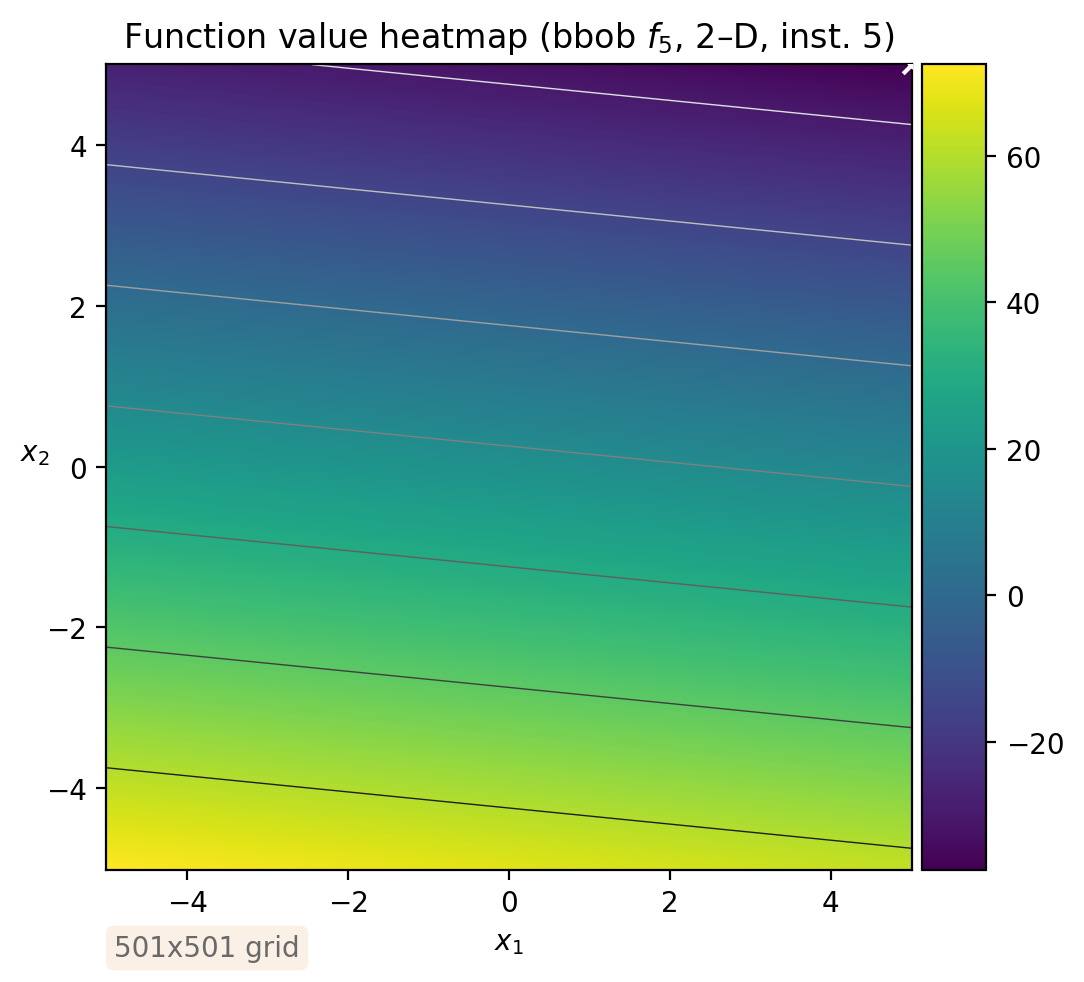 Function value heatmap (bbob f₅, 2–D, inst. 5)
4
2
x₂
0
−2
−4
−4 −2 0 2 4
x₁
501x501 grid
60
40
20
0
−20